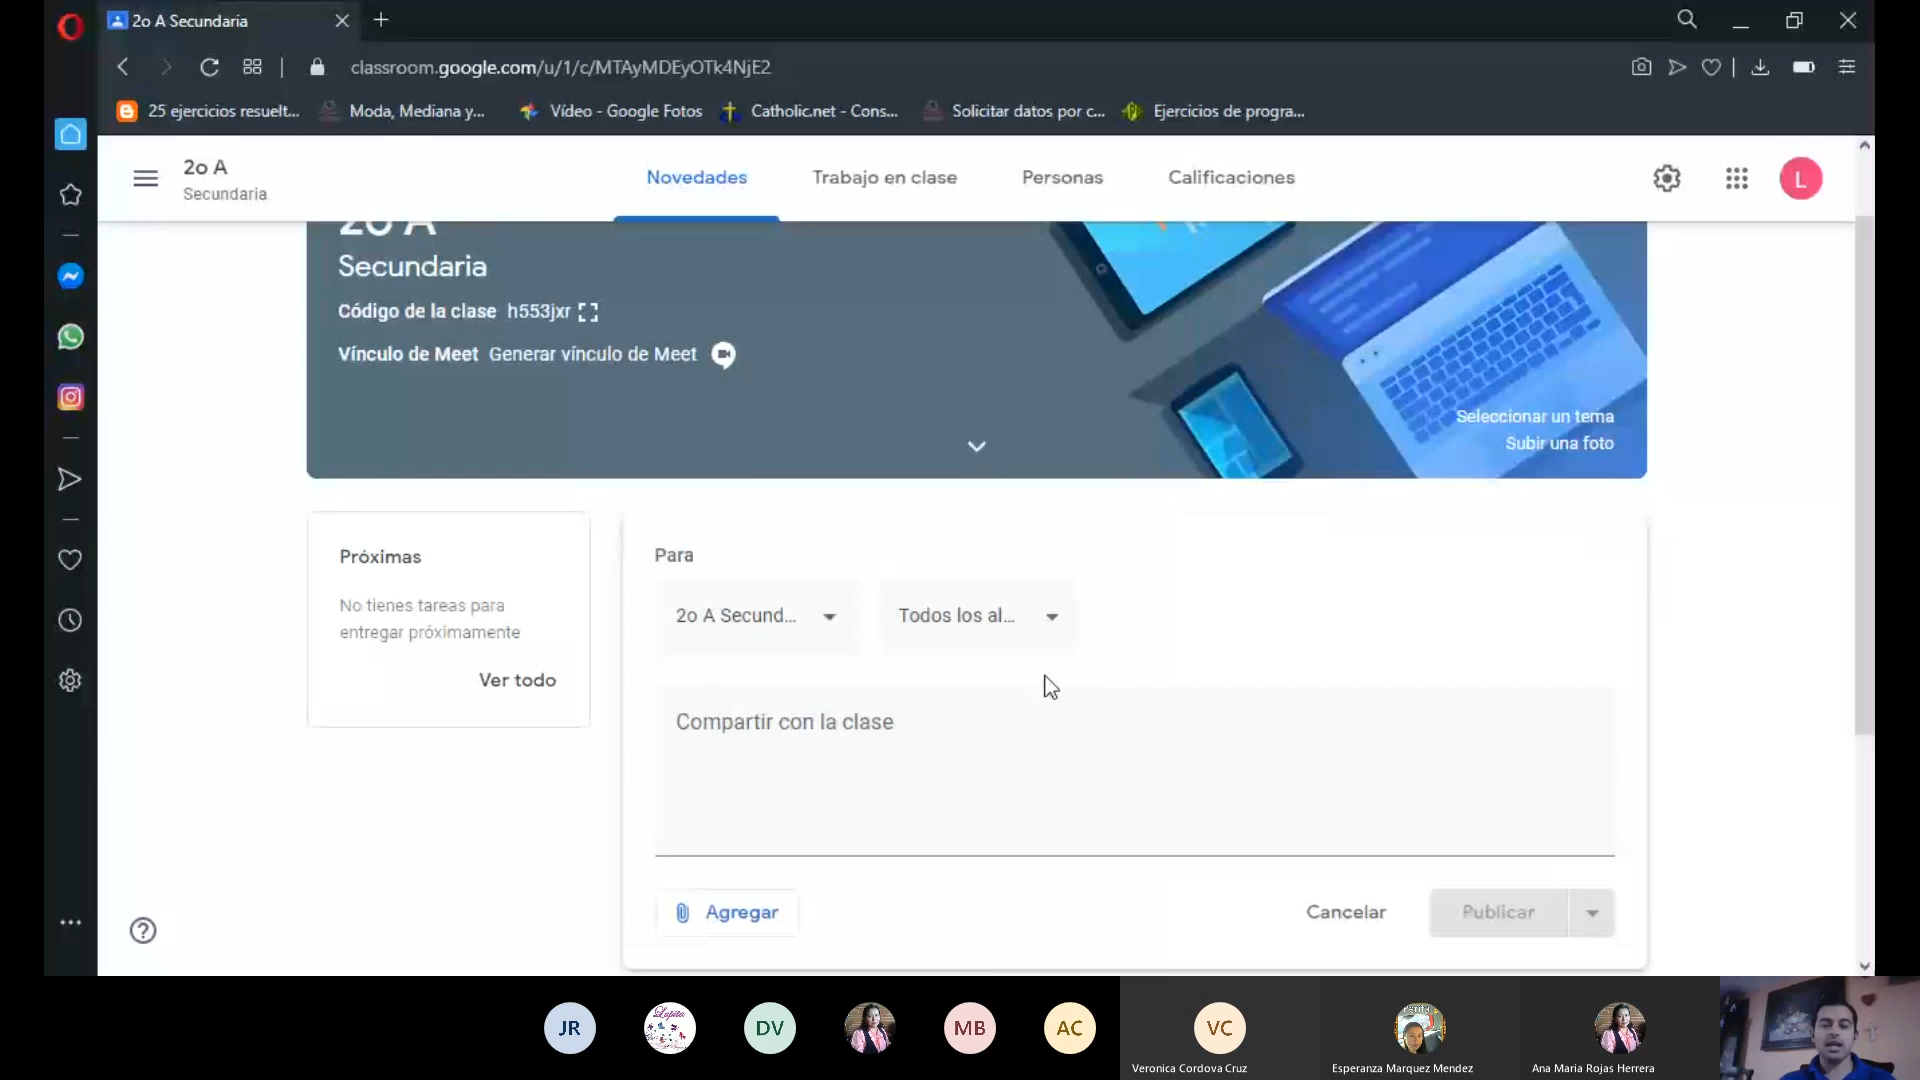 2o A Secundaria
classroom.google.com/u/1/c/MTAyMDEyOTk4NjE2
25 ejercicios resuelt...
Moda, Mediana y...
Vídeo - Google Fotos
Catholic.net - Cons...
Solicitar datos por c...
Ejercicios de progra...
2o A
Secundaria
Novedades
Trabajo en clase
Personas
Calificaciones
L
2o A
Secundaria
Código de la clase h553jxr
Vínculo de Meet Generar vínculo de Meet
Seleccionar un tema
Subir una foto
Próximas
No tienes tareas para
entregar próximamente
Ver todo
Para
2o A Secund...
Todos los al...
Compartir con la clase
Agregar
Cancelar
Publicar
JR
Lupita
DV
MB
AC
VC
Veronica Cordova Cruz
Esperanza Marquez Mendez
Ana Maria Rojas Herrera